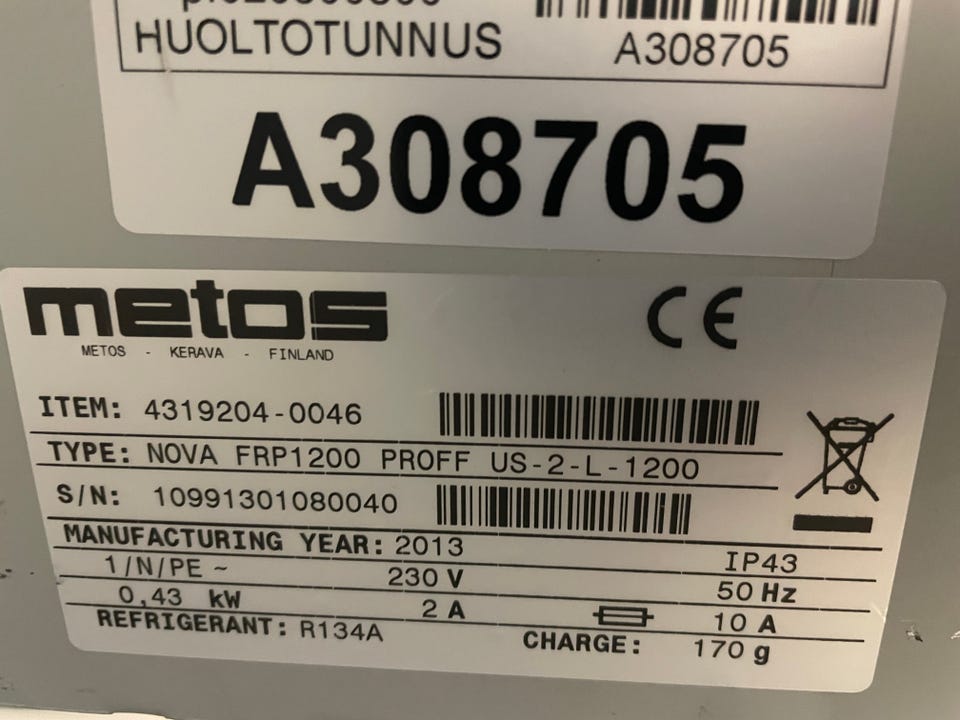 HUOLTOTUNNUS A308705
A308705
metos CE
METOS - KERAVA - FINLAND
ITEM: 4319204-0046
TYPE: NOVA FRP1200 PROFF US-2-L-1200
S/N: 10991301080040
MANUFACTURING YEAR: 2013 IP43
1/N/PE ~ 230 V 50 Hz
0,43 kW 2 A 10 A
REFRIGERANT: R134A CHARGE: 170 g